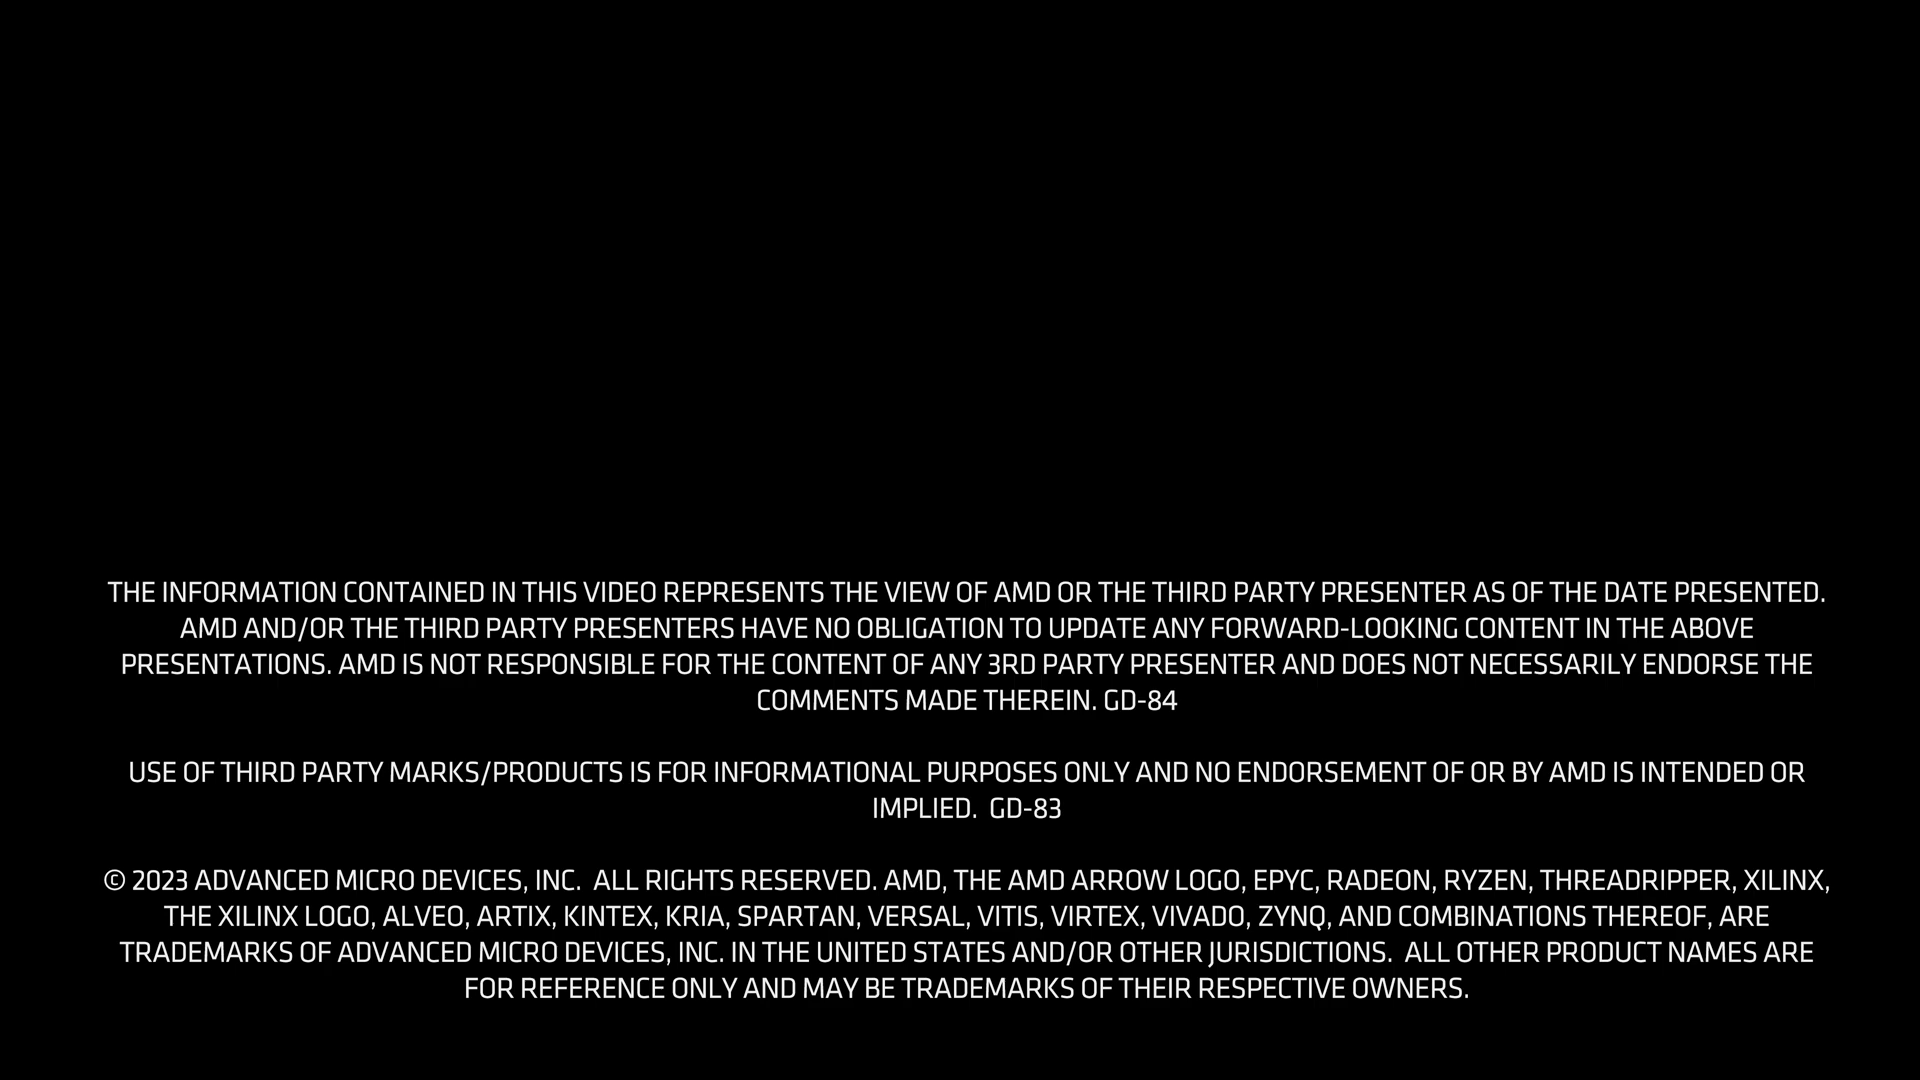 THE INFORMATION CONTAINED IN THIS VIDEO REPRESENTS THE VIEW OF AMD OR THE THIRD PARTY PRESENTER AS OF THE DATE PRESENTED.
AMD AND/OR THE THIRD PARTY PRESENTERS HAVE NO OBLIGATION TO UPDATE ANY FORWARD-LOOKING CONTENT IN THE ABOVE
PRESENTATIONS. AMD IS NOT RESPONSIBLE FOR THE CONTENT OF ANY 3RD PARTY PRESENTER AND DOES NOT NECESSARILY ENDORSE THE
COMMENTS MADE THEREIN. GD-84
USE OF THIRD PARTY MARKS/PRODUCTS IS FOR INFORMATIONAL PURPOSES ONLY AND NO ENDORSEMENT OF OR BY AMD IS INTENDED OR
IMPLIED.  GD-83
© 2023 ADVANCED MICRO DEVICES, INC.  ALL RIGHTS RESERVED. AMD, THE AMD ARROW LOGO, EPYC, RADEON, RYZEN, THREADRIPPER, XILINX,
THE XILINX LOGO, ALVEO, ARTIX, KINTEX, KRIA, SPARTAN, VERSAL, VITIS, VIRTEX, VIVADO, ZYNQ, AND COMBINATIONS THEREOF, ARE
TRADEMARKS OF ADVANCED MICRO DEVICES, INC. IN THE UNITED STATES AND/OR OTHER JURISDICTIONS.  ALL OTHER PRODUCT NAMES ARE
FOR REFERENCE ONLY AND MAY BE TRADEMARKS OF THEIR RESPECTIVE OWNERS.